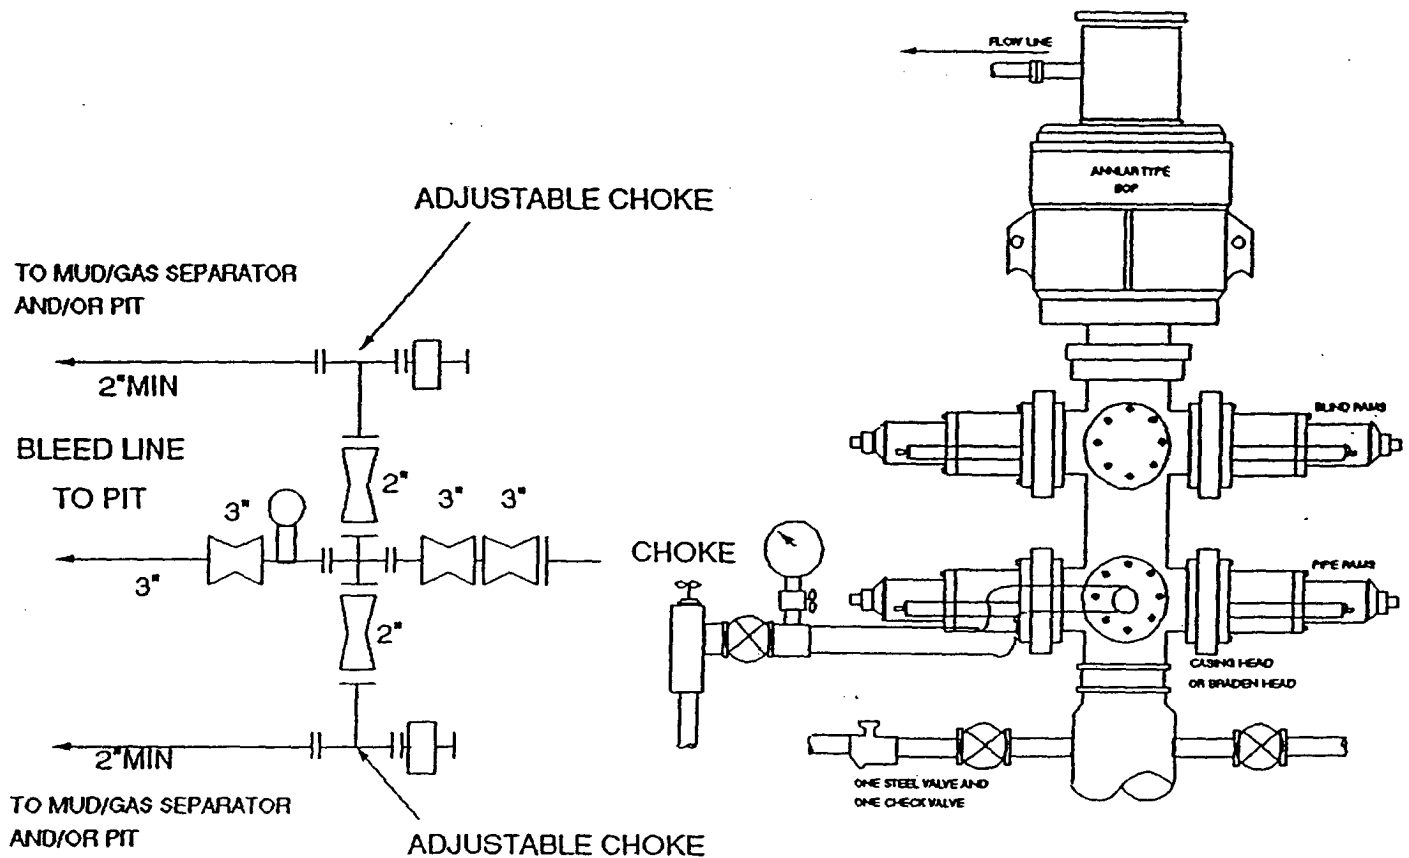 FLOW LINE
ANNLAR TYPE
BOP
ADJUSTABLE CHOKE
TO MUD/GAS SEPARATOR
AND/OR PIT
2"MIN
BLIND RAMS
BLEED LINE
TO PIT
2"
3"
3"
3"
3"
CHOKE
PIPE RAMS
2"
CASING HEAD
OR BRADEN HEAD
2"MIN
ONE STEEL VALVE AND
ONE CHECK VALVE
TO MUD/GAS SEPARATOR
AND/OR PIT
ADJUSTABLE CHOKE